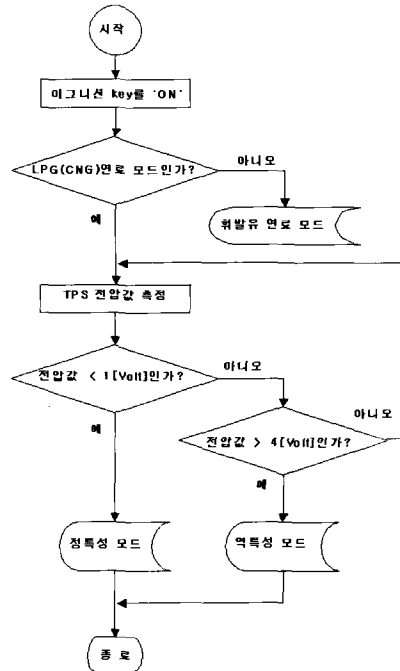 시작
이그니션 key를 'ON'
LPG(CNG)연료 모드인가?
아니오
예
휘발유 연료 모드
TPS 전압값 측정
전압값 < 1[Volt]인가?
아니오
예
전압값 > 4[Volt]인가?
아니오
예
정특성 모드
역특성 모드
종료